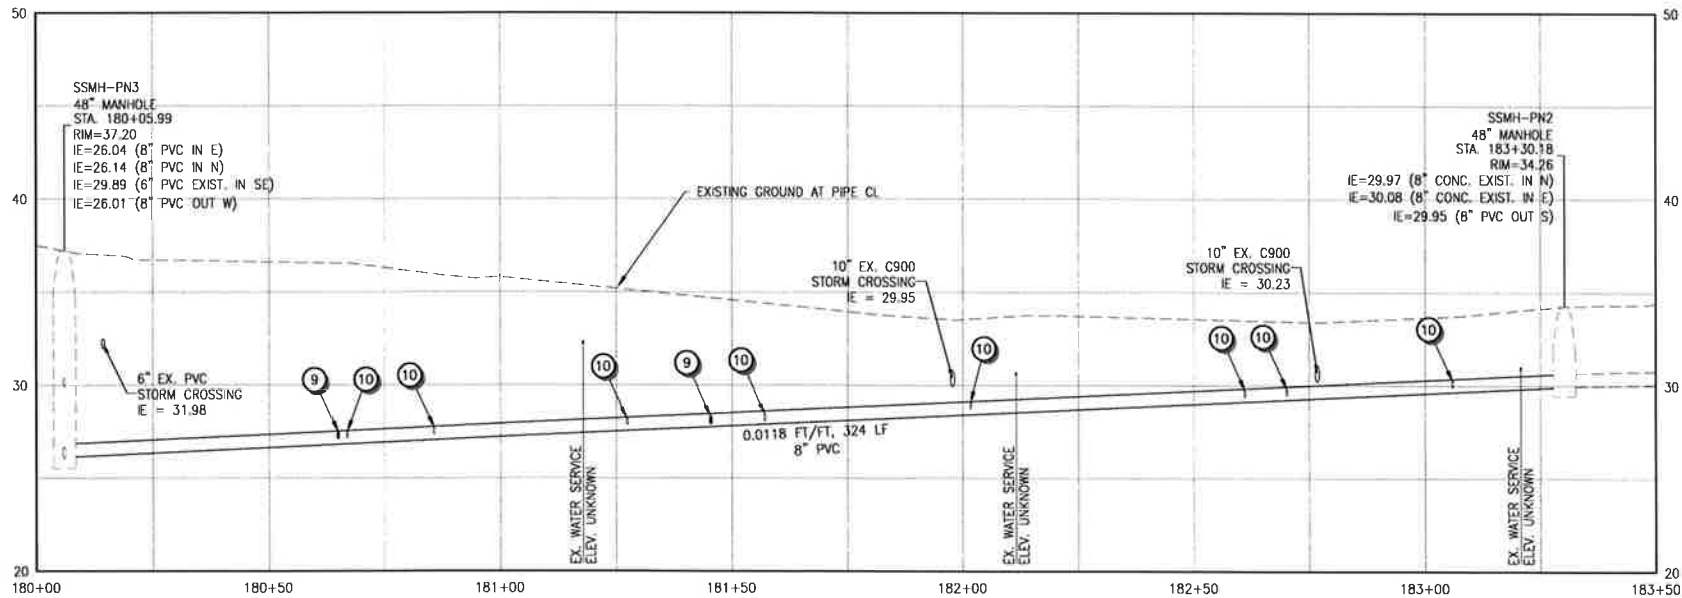 50
50
SSMH-PN3
48" MANHOLE
STA. 180+05.99
RIM=37.20
IE=26.04 (8" PVC IN E)
IE=26.14 (8" PVC IN N)
IE=29.89 (6" PVC EXIST. IN SE)
IE=26.01 (8" PVC OUT W)
SSMH-PN2
48" MANHOLE
STA. 183+30.18
RIM=34.26
IE=29.97 (8" CONC. EXIST. IN N)
IE=30.08 (8" CONC. EXIST. IN E)
IE=29.95 (8" PVC OUT S)
40
EXISTING GROUND AT PIPE CL
40
10" EX. C900
STORM CROSSING
IE = 29.95
10" EX. C900
STORM CROSSING
IE = 30.23
30
6" EX. PVC
STORM CROSSING
IE = 31.98
9
10
10
10
9
10
10
10
10
10
30
0.0118 FT/FT, 324 LF
8" PVC
EX. WATER SERVICE
ELEV. UNKNOWN
EX. WATER SERVICE
ELEV. UNKNOWN
EX. WATER SERVICE
ELEV. UNKNOWN
20
20
180+00
180+50
181+00
181+50
182+00
182+50
183+00
183+50